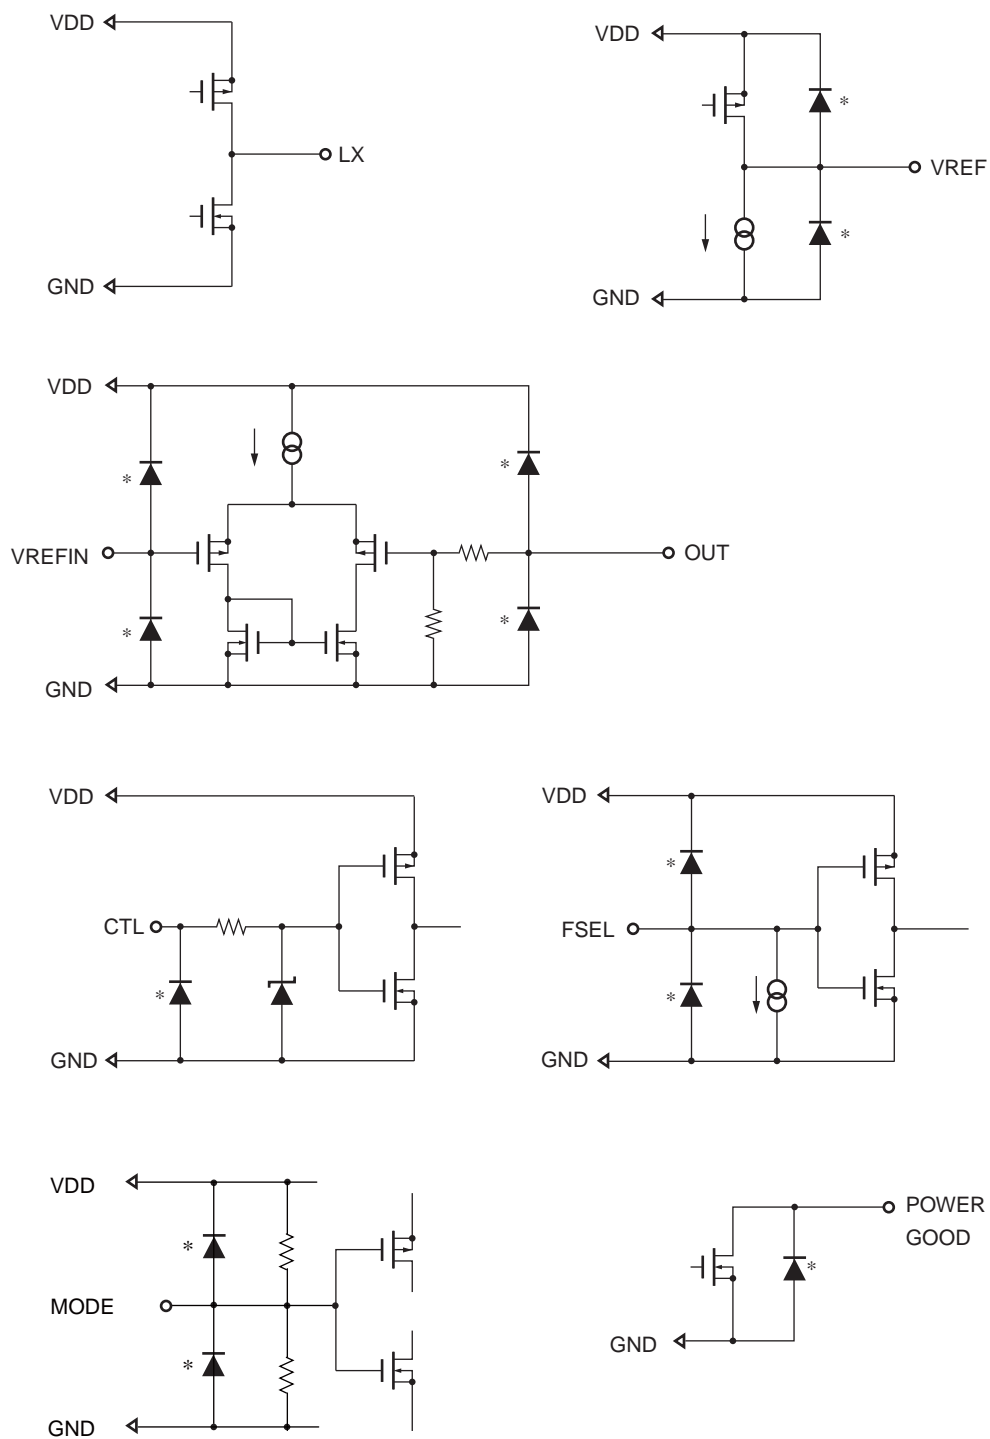 VDD
LX
GND
VDD
*
VREF
*
GND
VDD
*
*
VREFIN
OUT
*
*
GND
VDD
CTL
*
GND
VDD
*
FSEL
*
GND
VDD
*
MODE
*
GND
POWER
GOOD
*
GND